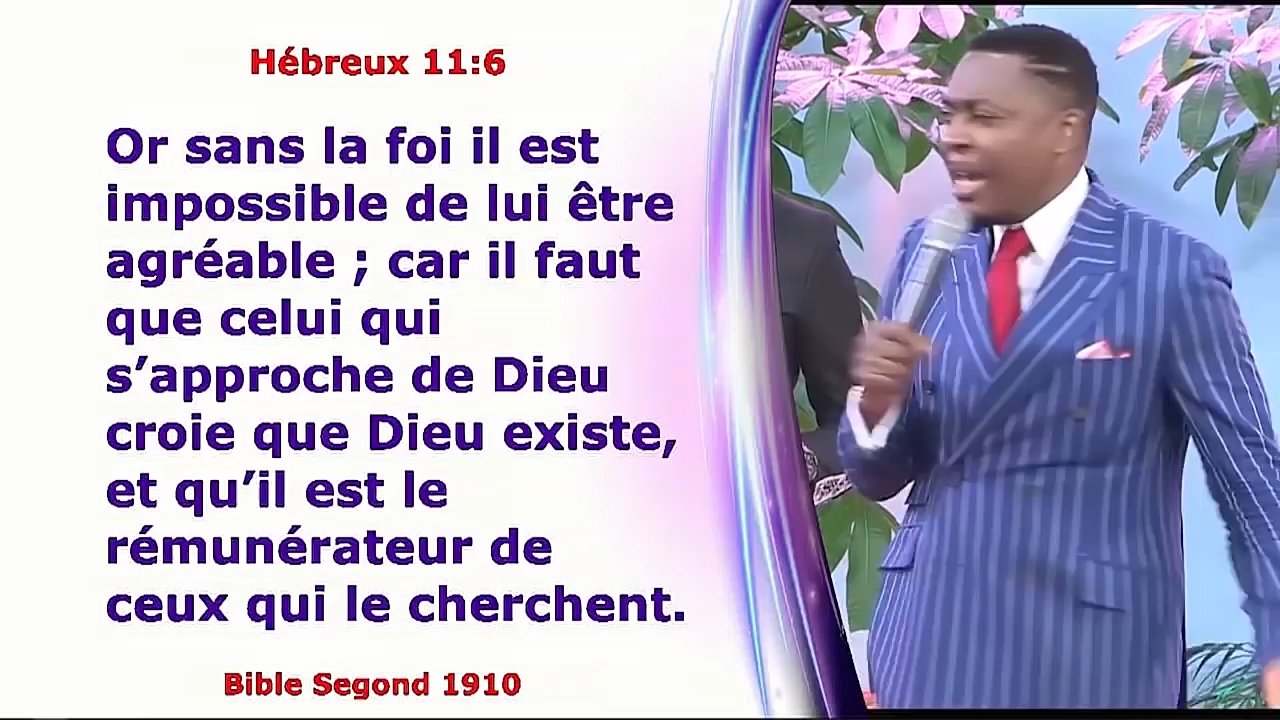 Hébreux 11:6
Or sans la foi il est
impossible de lui être
agréable ; car il faut
que celui qui
s’approche de Dieu
croie que Dieu existe,
et qu’il est le
rémunérateur de
ceux qui le cherchent.
Bible Segond 1910